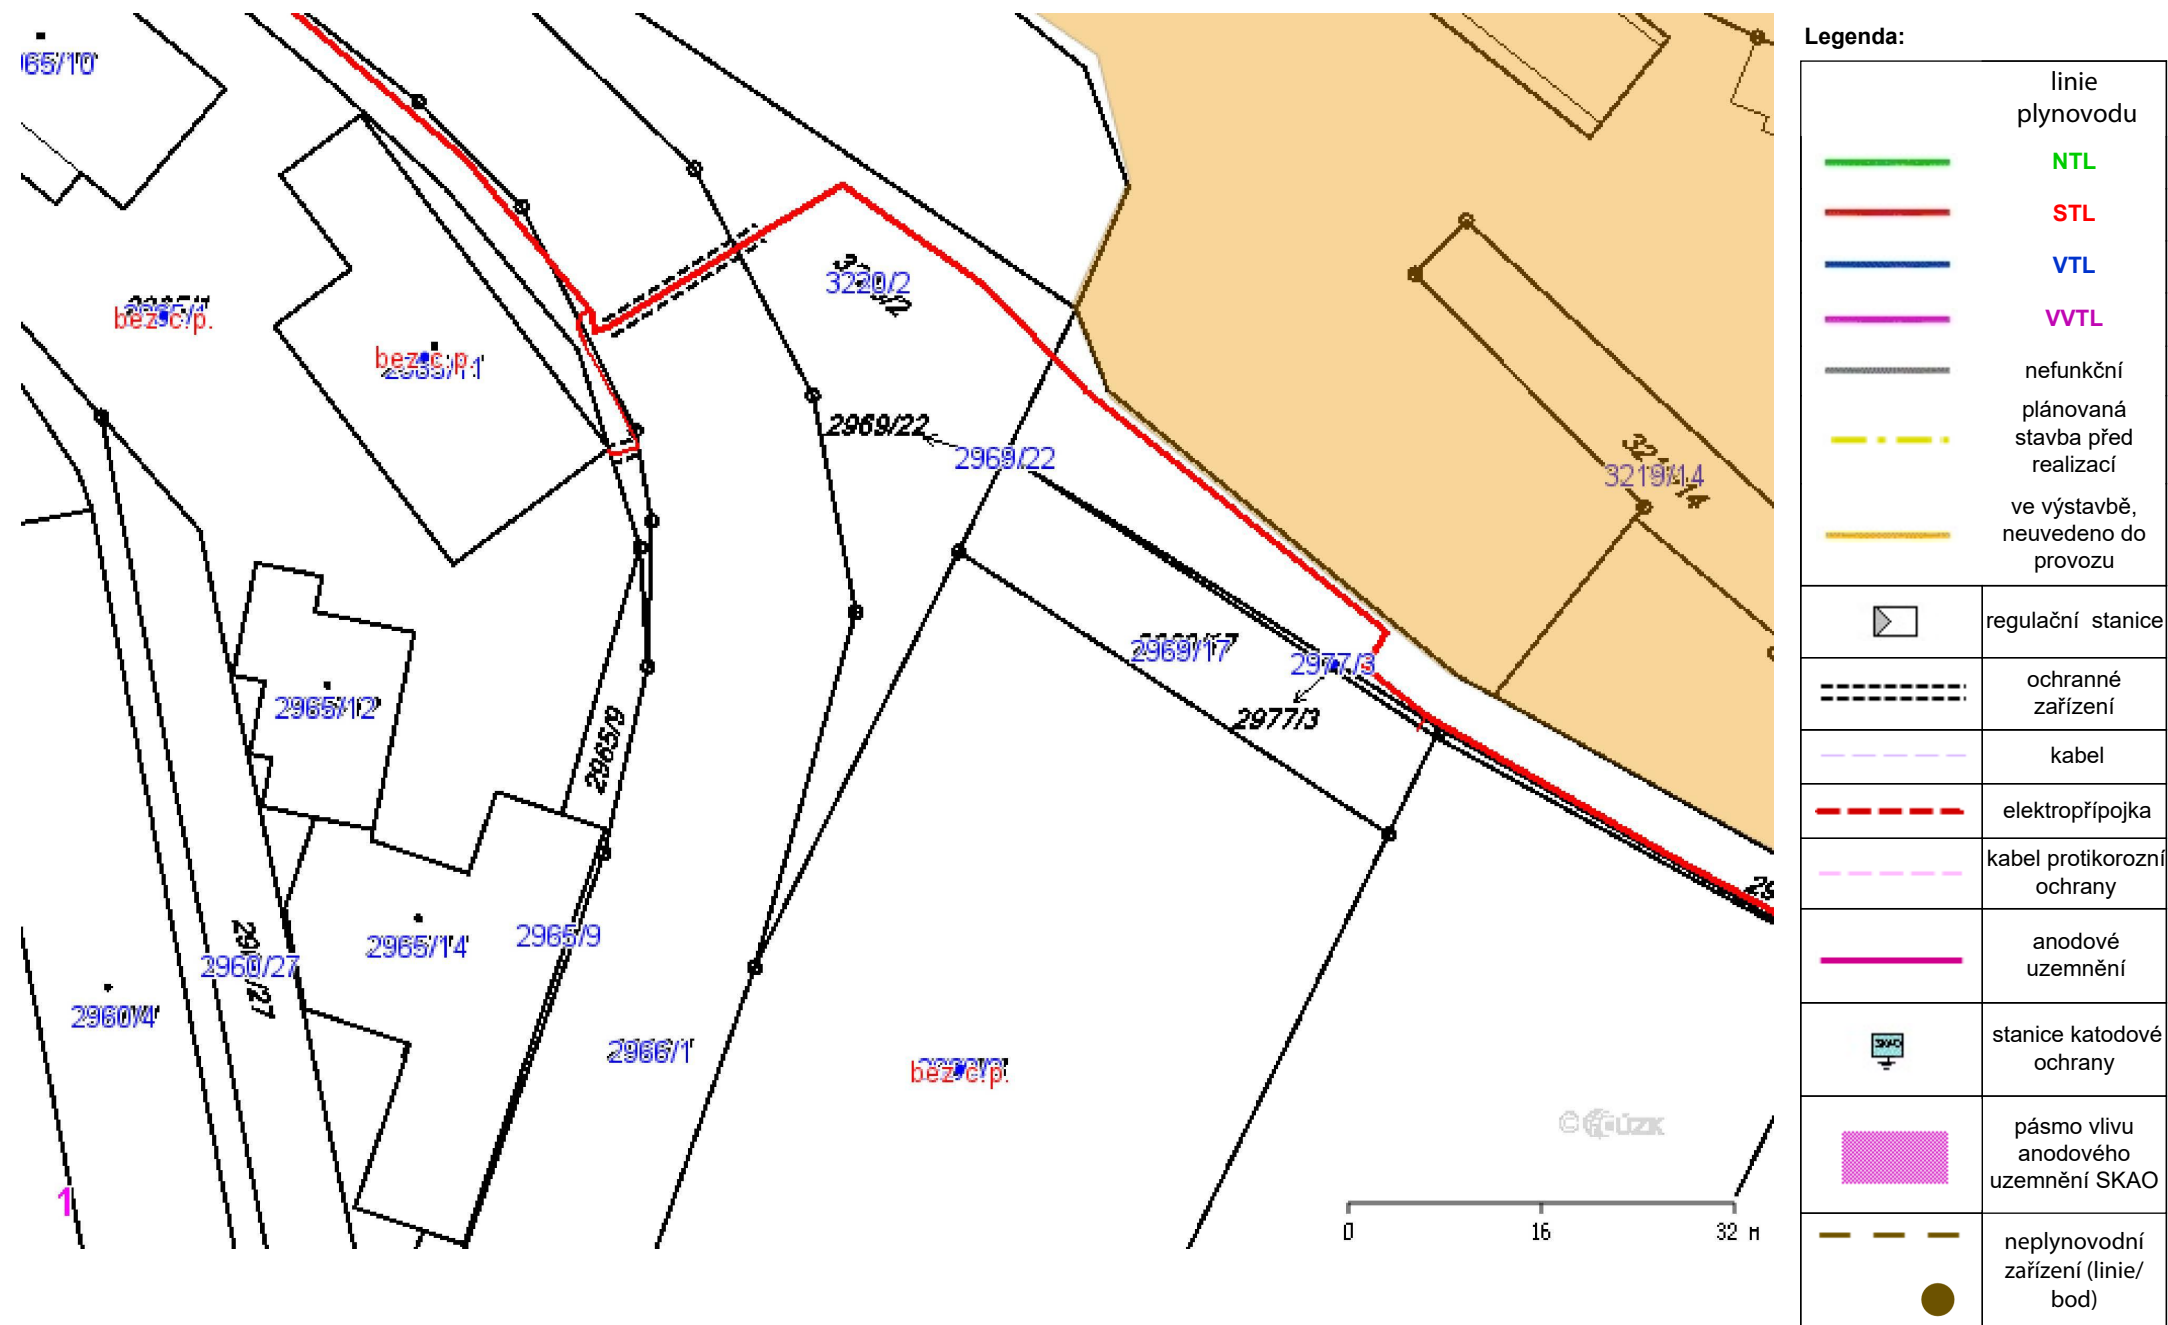 65/10
3220/2
bez č.p.
bez č.p.
2969/22
2969/22
3219/14
2969/17
2977/3
2977/3
2965/12
2965/9
2965/14
2965/9
2960/27
2960/4
2966/1
bez č.p.
29
1
© ČÚZK
0 16 32 M
Legenda:
linie
plynovodu
NTL
STL
VTL
VVTL
nefunkční
plánovaná
stavba před
realizací
ve výstavbě,
neuvedeno do
provozu
regulační stanice
ochranné
zařízení
kabel
elektropřípojka
kabel protikorozní
ochrany
anodové
uzemnění
SKAO
stanice katodové
ochrany
pásmo vlivu
anodového
uzemnění SKAO
neplynovodní
zařízení (linie/
bod)